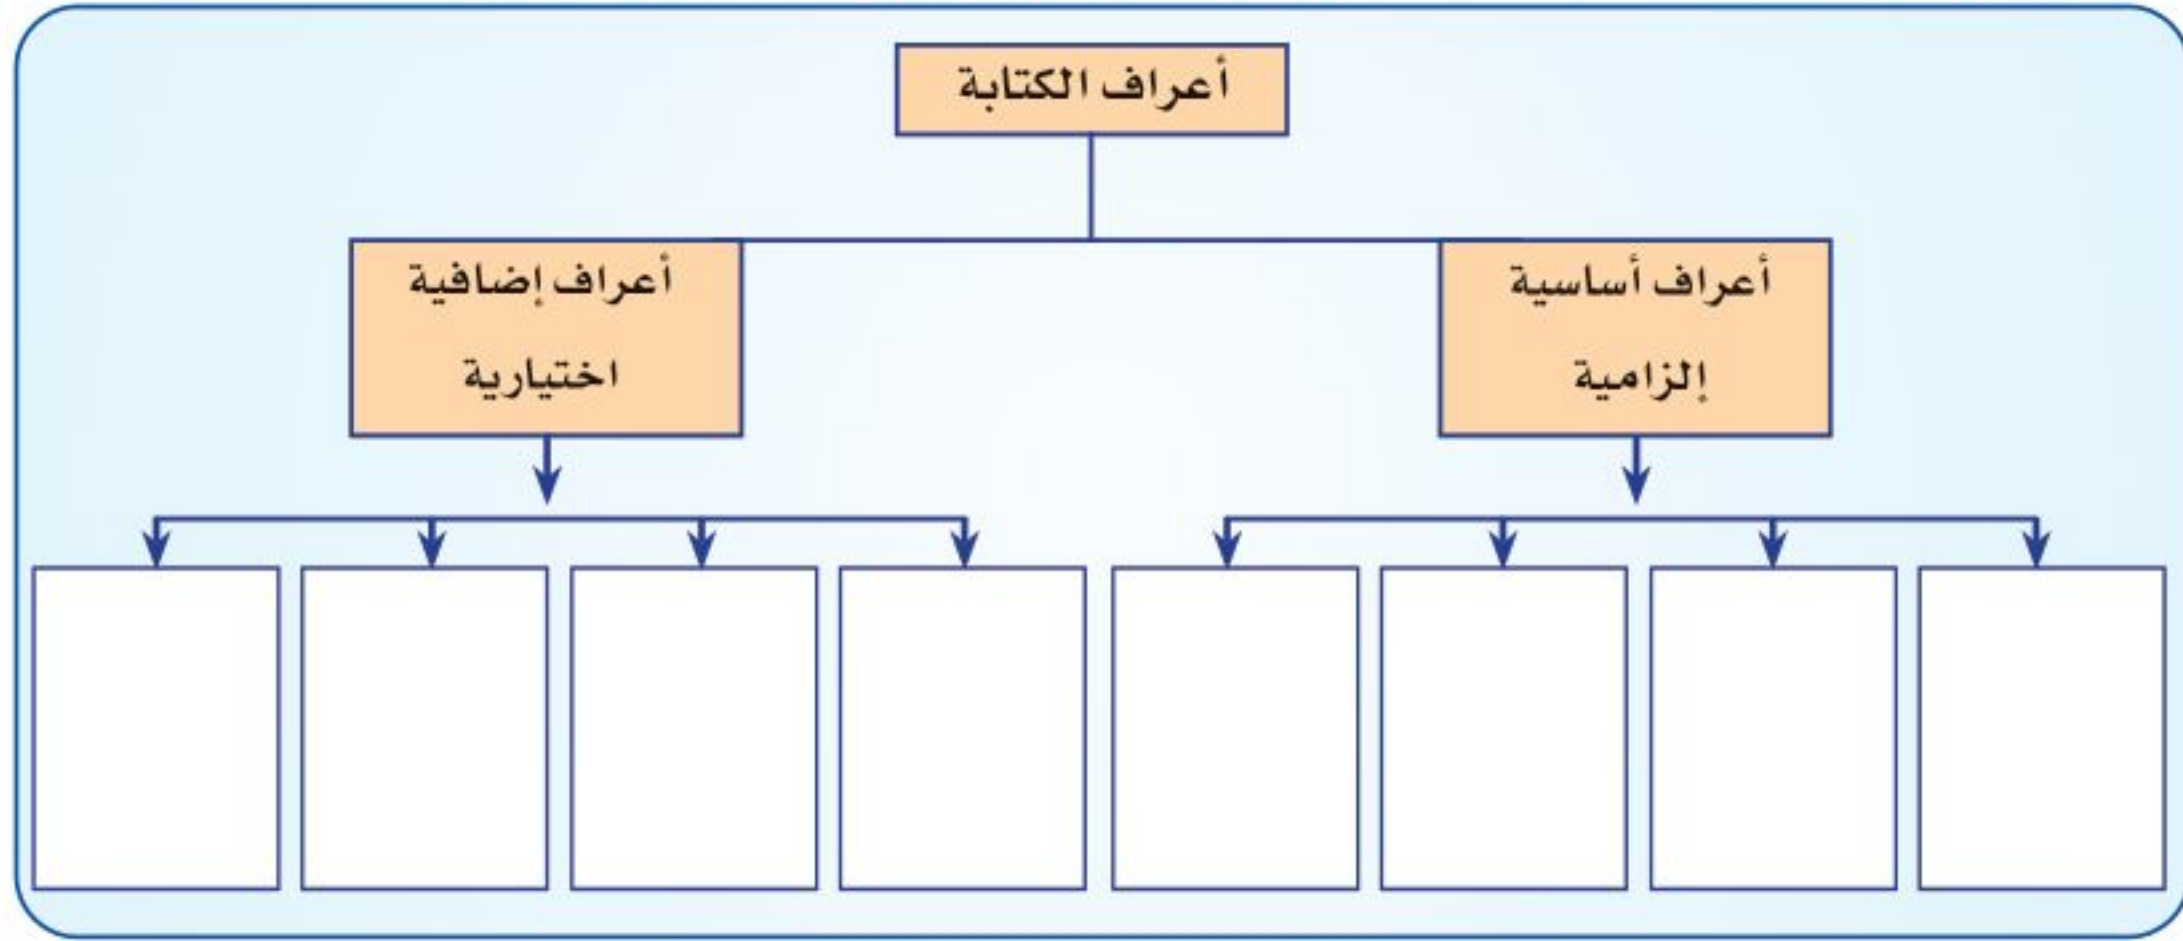 أعراف الكتابة
أعراف أساسية
إلزامية
أعراف إضافية
اختيارية